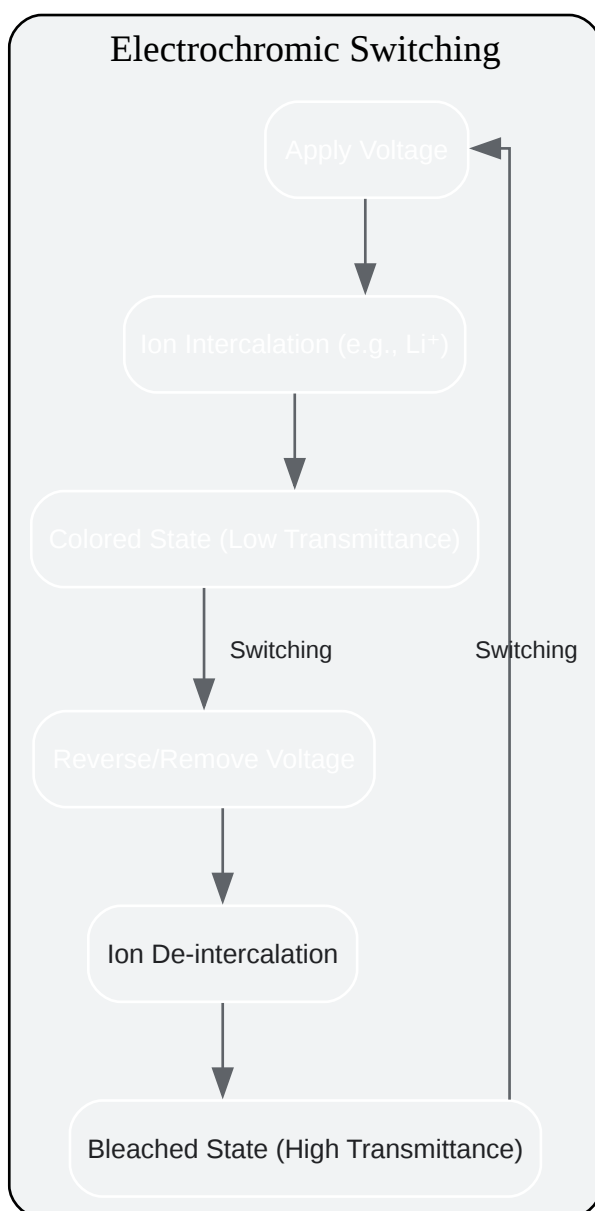 Electrochromic Switching
Apply Voltage
Ion Intercalation (e.g., Li⁺)
Colored State (Low Transmittance)
Switching
Switching
Reverse/Remove Voltage
Ion De-intercalation
Bleached State (High Transmittance)